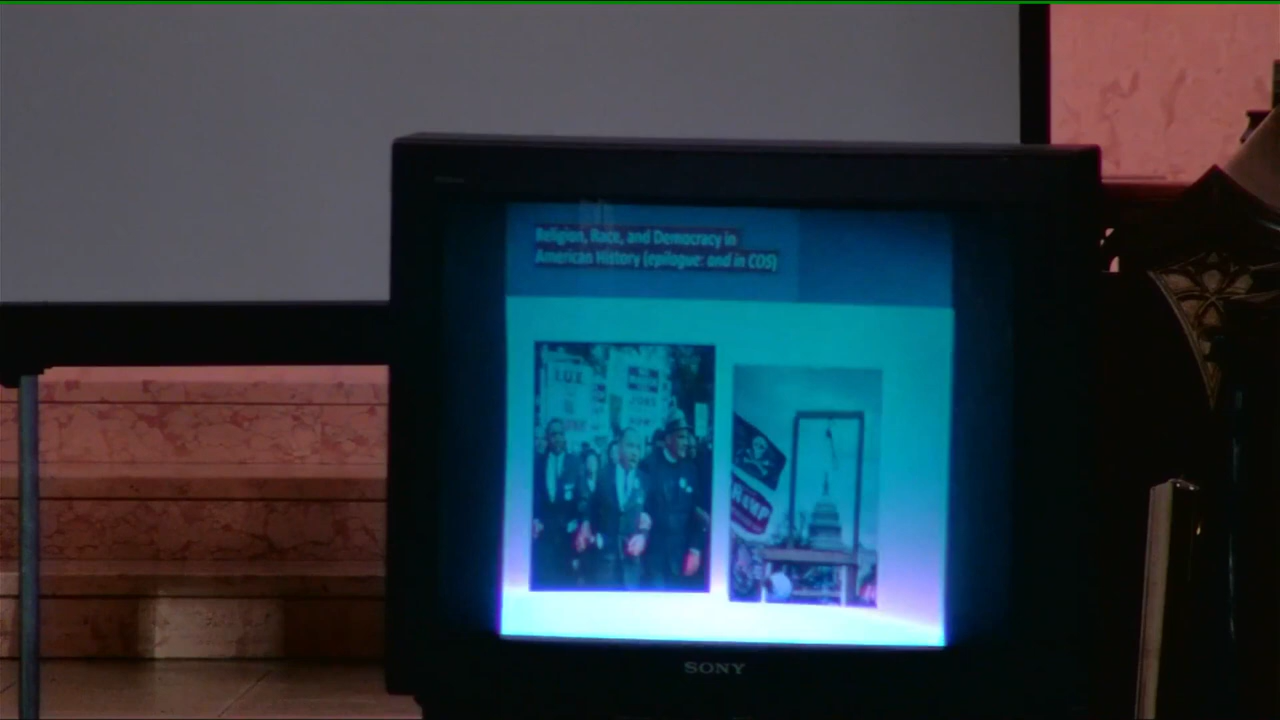 Religion, Race, and Democracy in
American History (epilogue: and in COS)
SONY